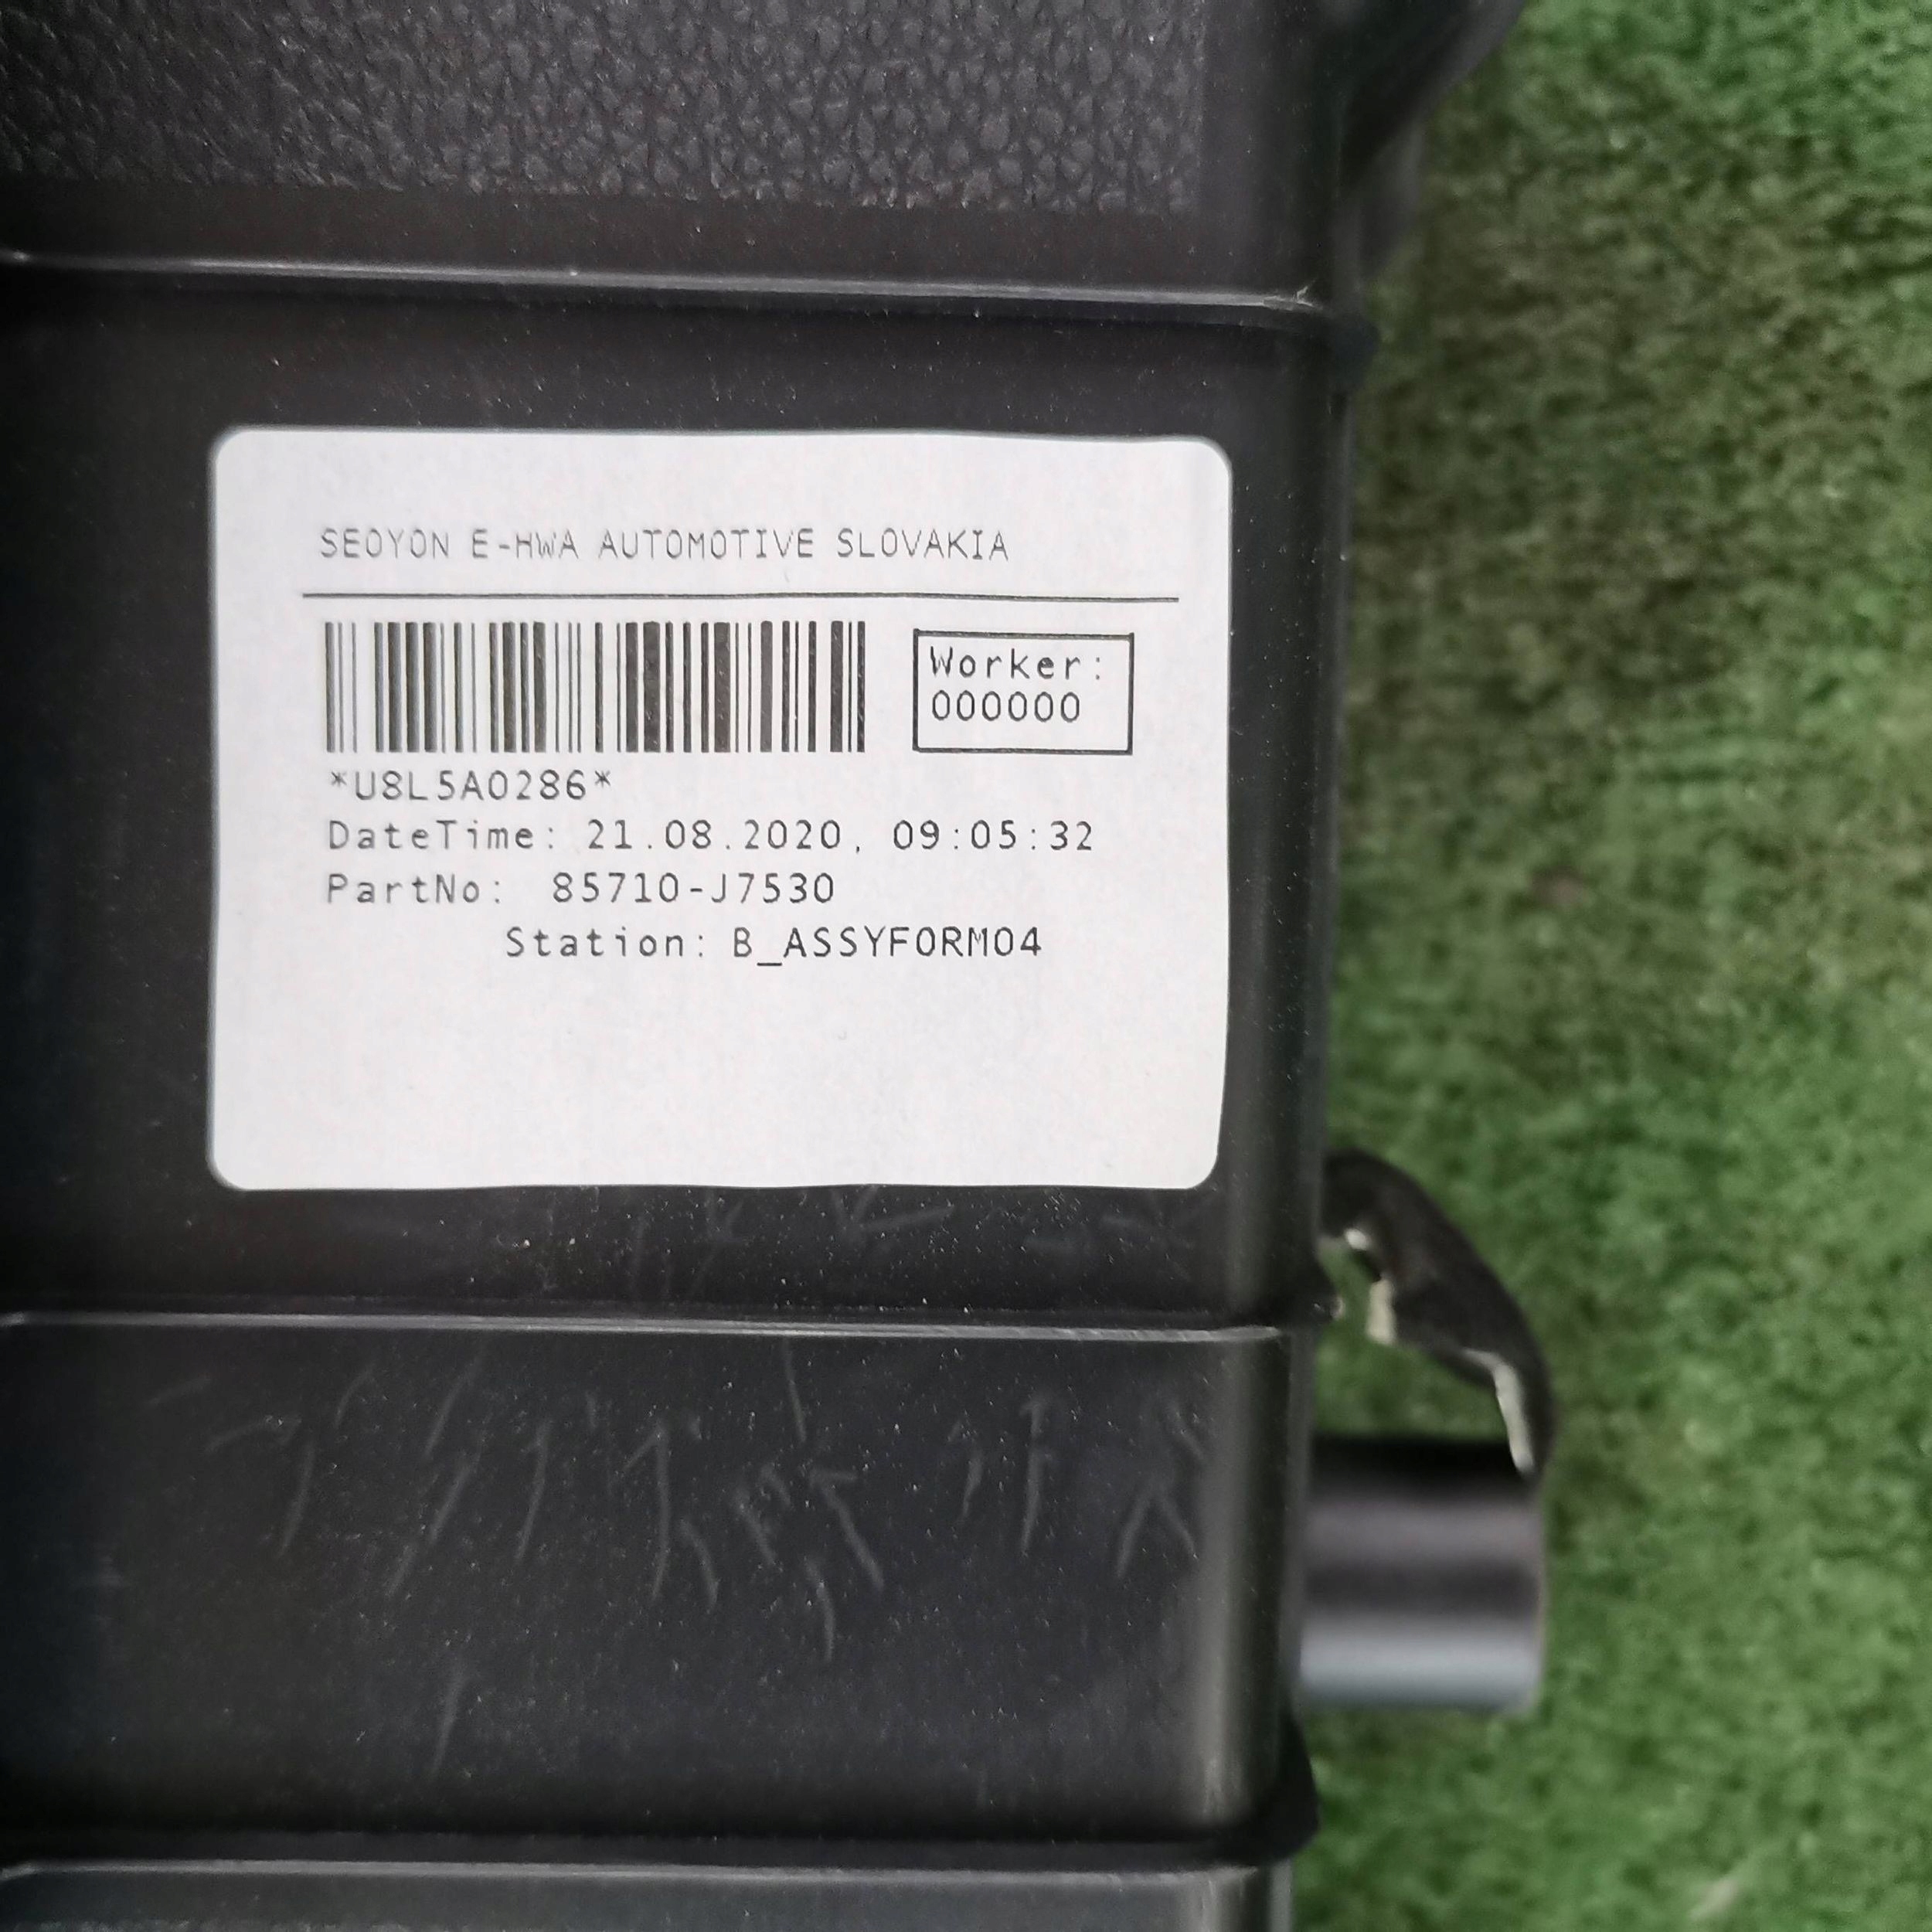 SEOYON E-HWA AUTOMOTIVE SLOVAKIA
Worker:
000000
*U8L5A0286*
DateTime: 21.08.2020, 09:05:32
PartNo: 85710-J7530
Station: B_ASSYFORM04